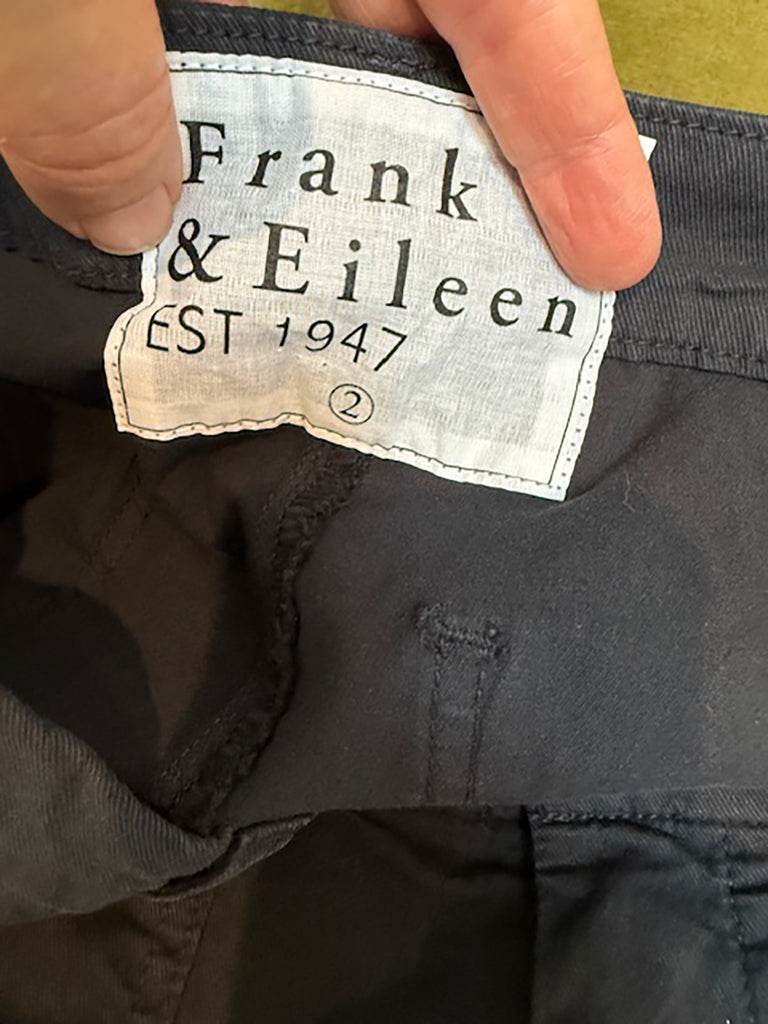 Frank
& Eileen
EST 1947
②